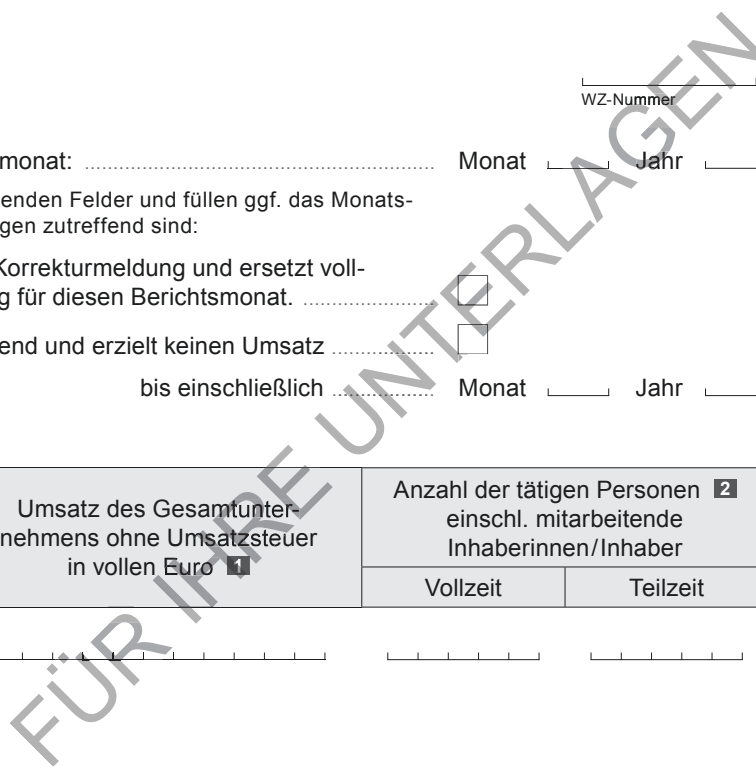 WZ-Nummer
monat: Monat Jahr
enden Felder und füllen ggf. das Monats-
gen zutreffend sind:
Korrekturmeldung und ersetzt voll-
g für diesen Berichtsmonat.
end und erzielt keinen Umsatz
bis einschließlich Monat Jahr
Umsatz des Gesamtunter-
nehmens ohne Umsatzsteuer
in vollen Euro 1
Anzahl der tätigen Personen 2
einschl. mitarbeitende
Inhaberinnen/Inhaber
Vollzeit Teilzeit
FÜR IHRE UNTERLAGEN